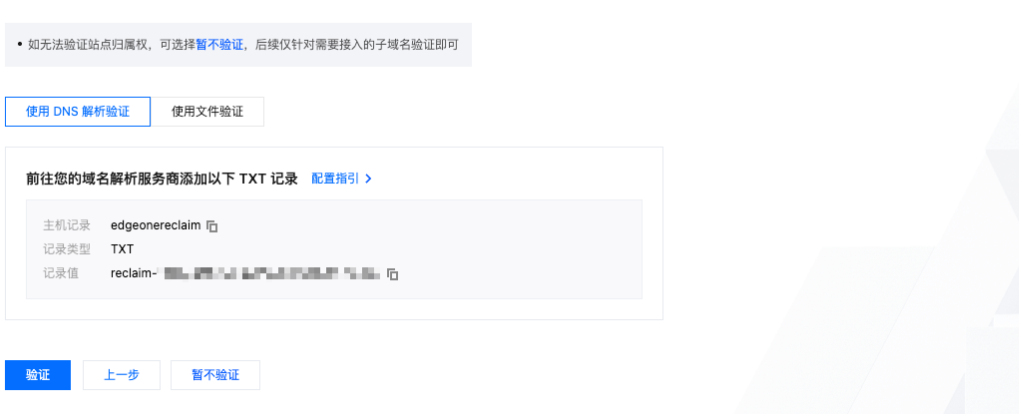 • 如无法验证站点归属权，可选择暂不验证，后续仅针对需要接入的子域名验证即可
使用 DNS 解析验证 使用文件验证
前往您的域名解析服务商添加以下 TXT 记录 配置指引 >
主机记录 edgeonereclaim
记录类型 TXT
记录值 reclaim-
验证 上一步 暂不验证